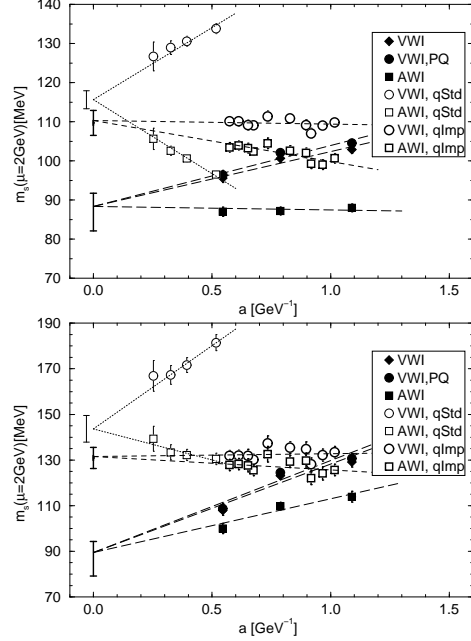 140
130
120
110
100
90
80
70
m_s(μ=2GeV)[MeV]
0.0 0.5 1.0 1.5
a [GeV⁻¹]
VWI
VWI,PQ
AWI
VWI, qStd
AWI, qStd
VWI, qImp
AWI, qImp
190
170
150
130
110
90
70
m_s(μ=2GeV)[MeV]
0.0 0.5 1.0 1.5
a [GeV⁻¹]
VWI
VWI,PQ
AWI
VWI, qStd
AWI, qStd
VWI, qImp
AWI, qImp